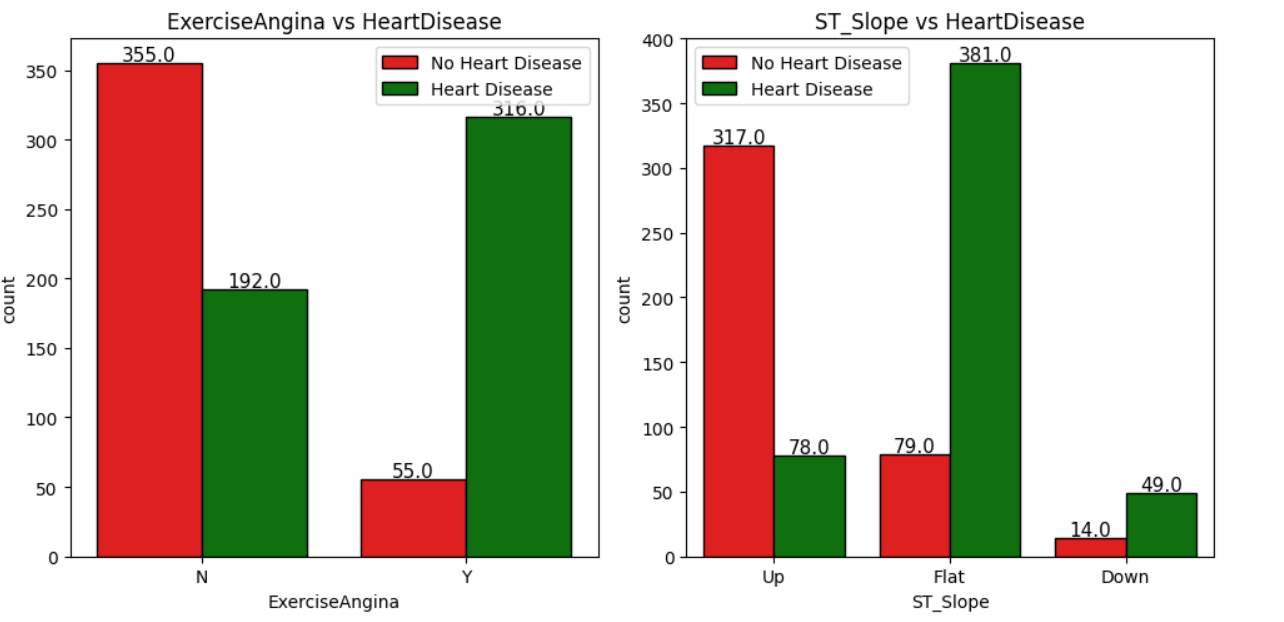 ExerciseAngina vs HeartDisease
355.0
No Heart Disease
Heart Disease
316.0
192.0
55.0
350
300
250
200
150
100
50
0
count
N
Y
ExerciseAngina
ST_Slope vs HeartDisease
No Heart Disease
Heart Disease
381.0
317.0
78.0
79.0
49.0
14.0
400
350
300
250
200
150
100
50
0
count
Up
Flat
Down
ST_Slope